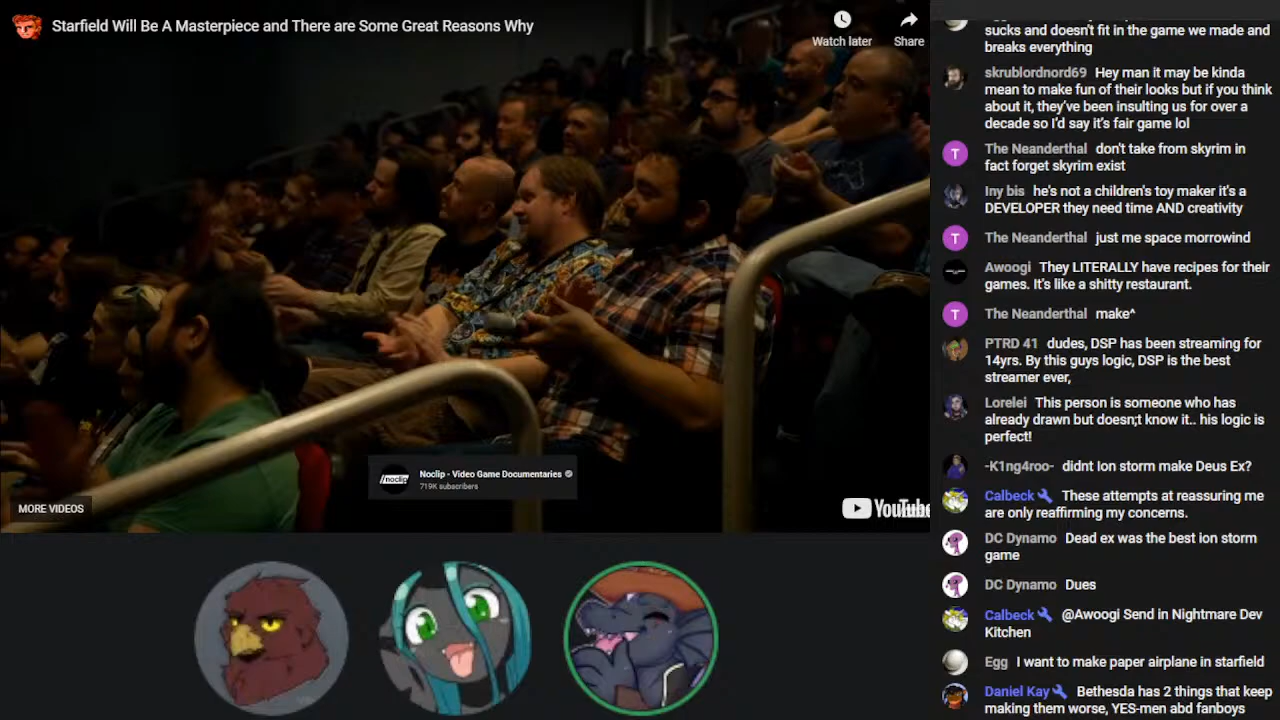 Starfield Will Be A Masterpiece and There are Some Great Reasons Why
Watch later
Share
/noclip
Noclip - Video Game Documentaries
719K subscribers
MORE VIDEOS
YouTube
sucks and doesn't fit in the game we made and
breaks everything
skrublordnord69 Hey man it may be kinda
mean to make fun of their looks but if you think
about it, they've been insulting us for over a
decade so I'd say it's fair game lol
T
The Neanderthal don't take from skyrim in
fact forget skyrim exist
Iny bis he's not a children's toy maker it's a
DEVELOPER they need time AND creativity
T
The Neanderthal just me space morrowind
Awoogi They LITERALLY have recipes for their
games. It's like a shitty restaurant.
T
The Neanderthal make^
PTRD 41 dudes, DSP has been streaming for
14yrs. By this guys logic, DSP is the best
streamer ever,
Lorelei This person is someone who has
already drawn but doesn;t know it.. his logic is
perfect!
-K1ng4roo- didnt Ion storm make Deus Ex?
Calbeck These attempts at reassuring me
are only reaffirming my concerns.
DC Dynamo Dead ex was the best ion storm
game
DC Dynamo Dues
Calbeck @Awoogi Send in Nightmare Dev
Kitchen
Egg I want to make paper airplane in starfield
Daniel Kay Bethesda has 2 things that keep
making them worse, YES-men abd fanboys